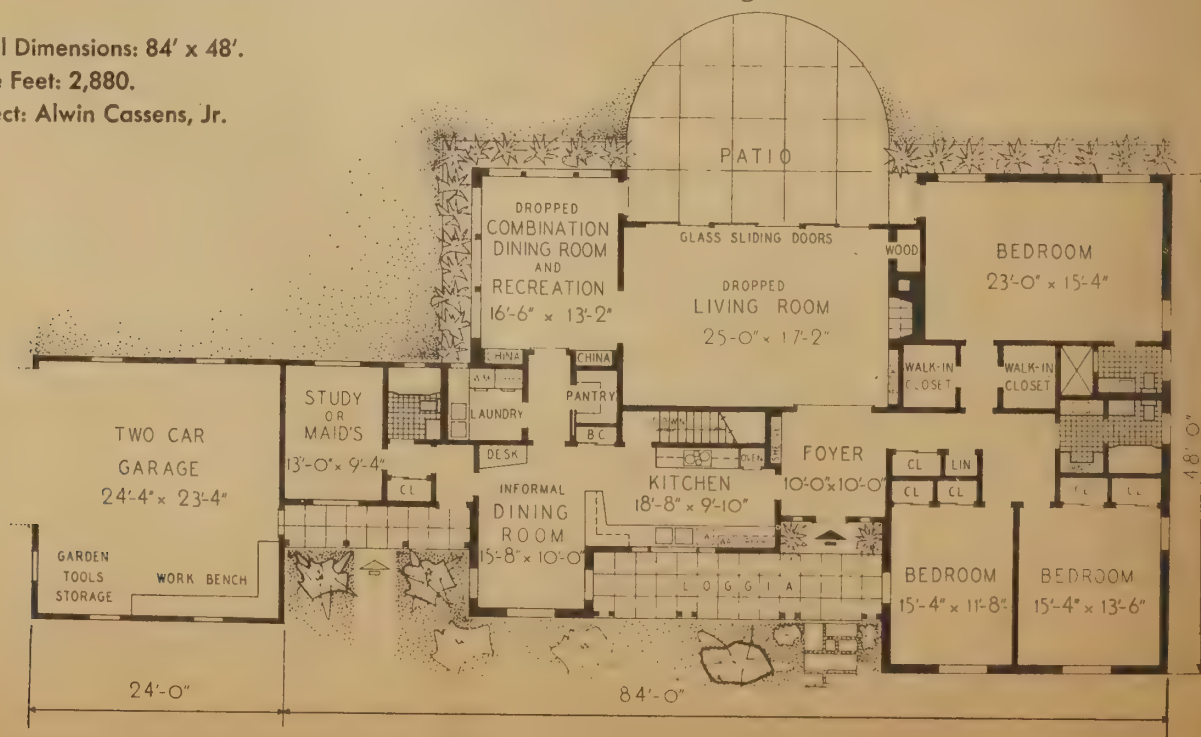 l Dimensions: 84' x 48'.
e Feet: 2,880.
ect: Alwin Cassens, Jr.
PATIO
GLASS SLIDING DOORS
DROPPED
COMBINATION
DINING ROOM
AND
RECREATION
16'-6" x 13'-2"
CHINA
CHINA
DROPPED
LIVING ROOM
25'-0" x 17'-2"
WOOD
BEDROOM
23'-0" x 15'-4"
WALK-IN
CLOSET
WALK-IN
CLOSET
TWO CAR
GARAGE
24'-4" x 23'-4"
GARDEN
TOOLS
STORAGE
WORK BENCH
STUDY
OR
MAID'S
13'-0" x 9'-4"
CL
LAUNDRY
PANTRY
B C
DESK
INFORMAL
DINING
ROOM
15'-8" x 10'-0"
DOWN
OVEN
KITCHEN
18'-8" x 9'-10"
SHELVES
FOYER
10'-0" x 10'-0"
CL
LIN
CL
CL
CL
CL
LOGGIA
BEDROOM
15'-4" x 11'-8"
BEDROOM
15'-4" x 13'-6"
48'-0"
24'-0"
84'-0"